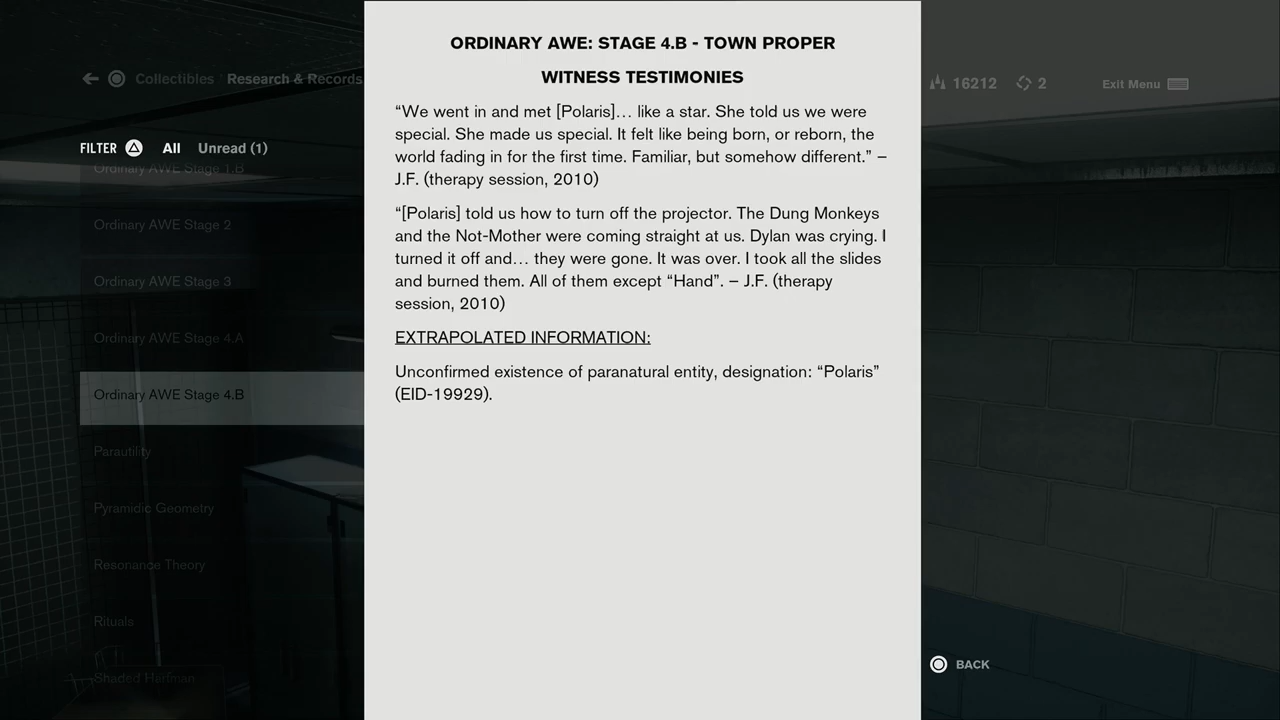 ORDINARY AWE: STAGE 4.B - TOWN PROPER
WITNESS TESTIMONIES
“We went in and met [Polaris]… like a star. She told us we were
special. She made us special. It felt like being born, or reborn, the
world fading in for the first time. Familiar, but somehow different.” –
J.F. (therapy session, 2010)
“[Polaris] told us how to turn off the projector. The Dung Monkeys
and the Not-Mother were coming straight at us. Dylan was crying. I
turned it off and… they were gone. It was over. I took all the slides
and burned them. All of them except “Hand”. – J.F. (therapy
session, 2010)
EXTRAPOLATED INFORMATION:
Unconfirmed existence of paranatural entity, designation: “Polaris”
(EID-19929).
Collectibles Research & Records
16212 2 Exit Menu
FILTER All Unread (1)
Ordinary AWE Stage 1.B
Ordinary AWE Stage 2
Ordinary AWE Stage 3
Ordinary AWE Stage 4.A
Ordinary AWE Stage 4.B
Parautility
Pyramidic Geometry
Resonance Theory
Rituals
Shaded Hartman
BACK